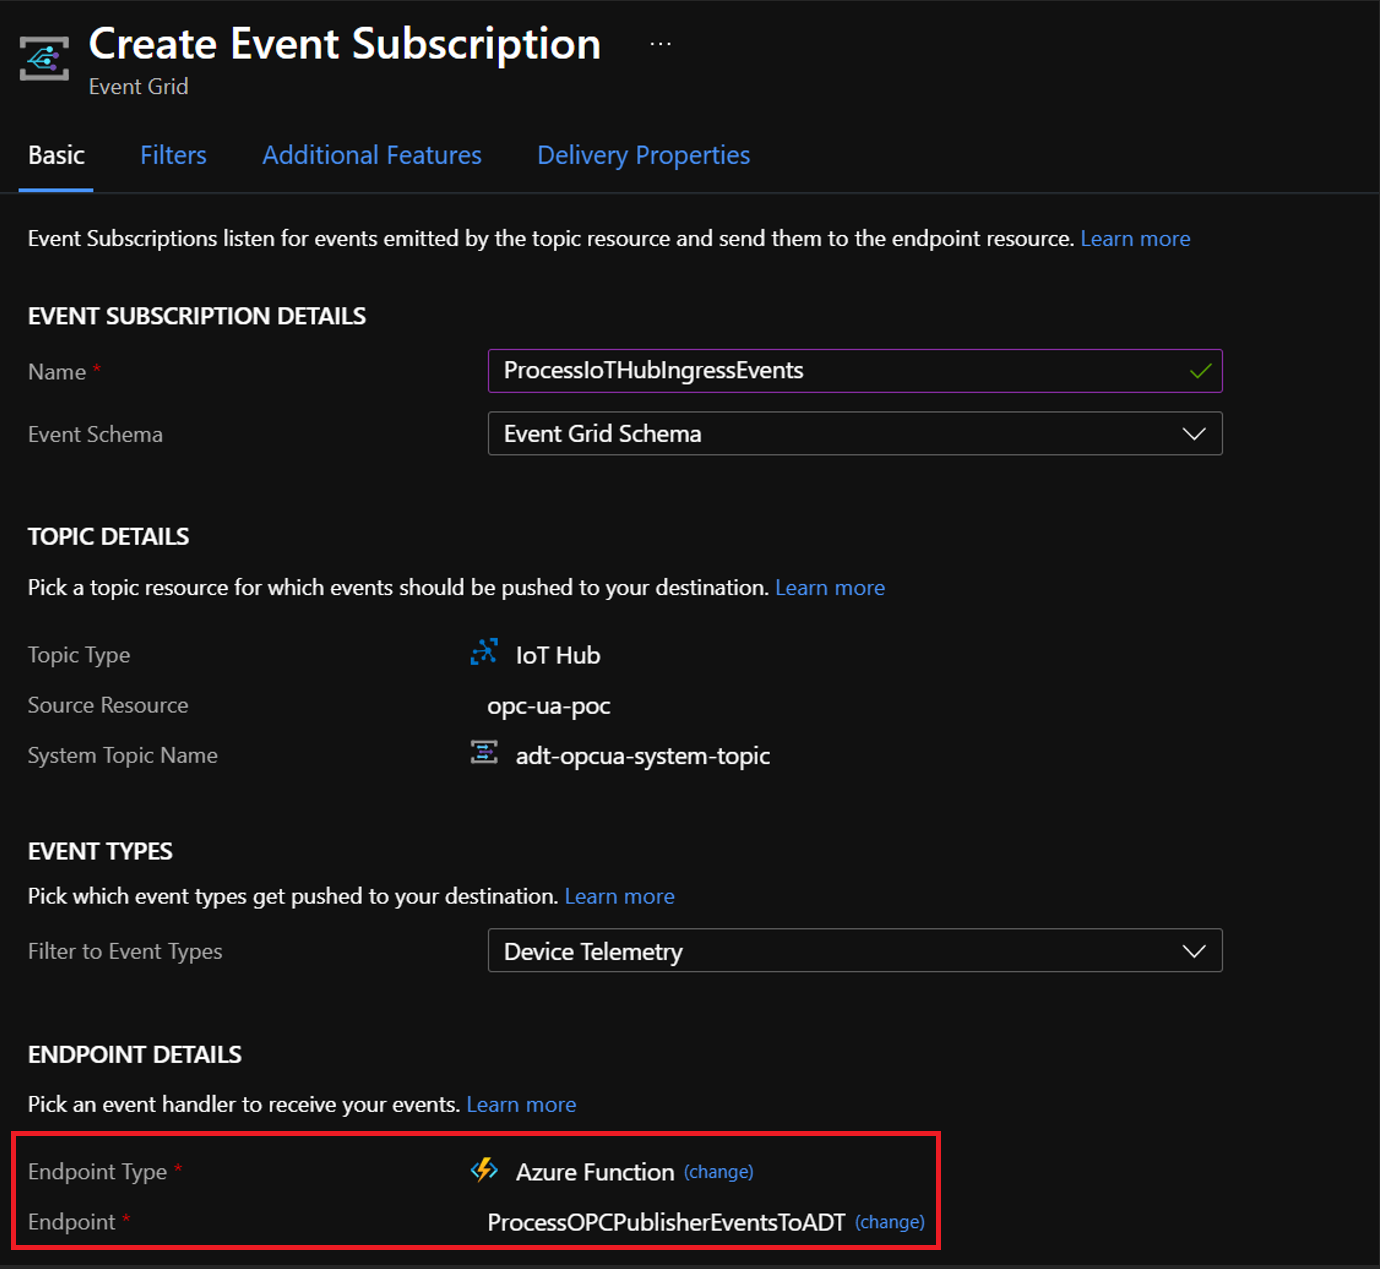 Create Event Subscription ...
Event Grid
Basic Filters Additional Features Delivery Properties
Event Subscriptions listen for events emitted by the topic resource and send them to the endpoint resource. Learn more
EVENT SUBSCRIPTION DETAILS
Name * ProcessIoTHubIngressEvents
Event Schema Event Grid Schema
TOPIC DETAILS
Pick a topic resource for which events should be pushed to your destination. Learn more
Topic Type IoT Hub
Source Resource opc-ua-poc
System Topic Name adt-opcua-system-topic
EVENT TYPES
Pick which event types get pushed to your destination. Learn more
Filter to Event Types Device Telemetry
ENDPOINT DETAILS
Pick an event handler to receive your events. Learn more
Endpoint Type * Azure Function (change)
Endpoint * ProcessOPCPublisherEventsToADT (change)